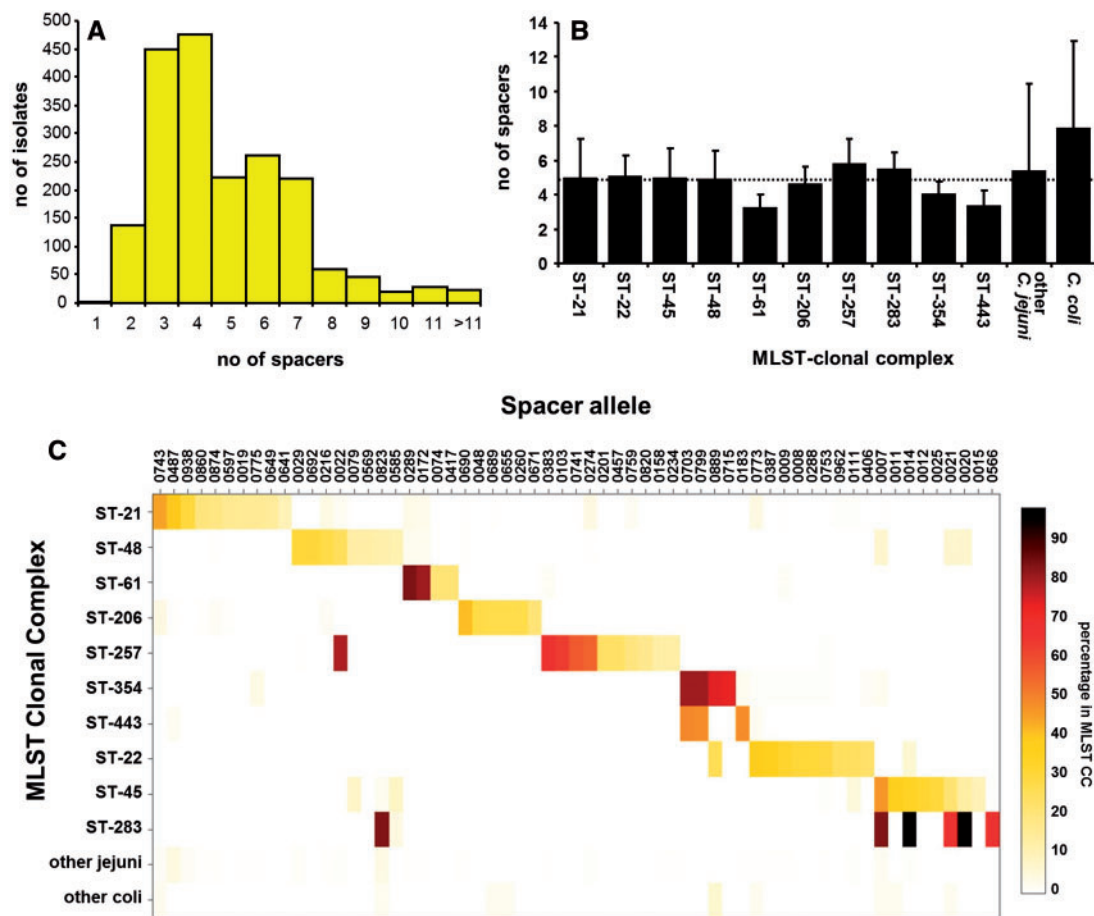 A
no of isolates
500
450
400
350
300
250
200
150
100
50
0
1 2 3 4 5 6 7 8 9 10 11 >11
no of spacers
B
no of spacers
14
12
10
8
6
4
2
0
ST-21
ST-22
ST-45
ST-48
ST-61
ST-206
ST-257
ST-283
ST-354
ST-443
other
C. jejuni
C. coli
MLST-clonal complex
Spacer allele
C
0743
0487
0938
0860
0874
0597
0019
0775
0649
0641
0029
0692
0216
0022
0079
0569
0823
0585
0289
0172
0074
0417
0690
0048
0689
0655
0260
0671
0383
0103
0741
0274
0201
0457
0759
0820
0158
0234
0703
0799
0889
0715
0183
0773
0387
0009
0008
0288
0753
0962
0111
0406
0007
0011
0014
0012
0025
0021
0020
0015
0566
MLST Clonal Complex
ST-21
ST-48
ST-61
ST-206
ST-257
ST-354
ST-443
ST-22
ST-45
ST-283
other jejuni
other coli
90
80
70
60
50
40
30
20
10
0
percentage in MLST CC